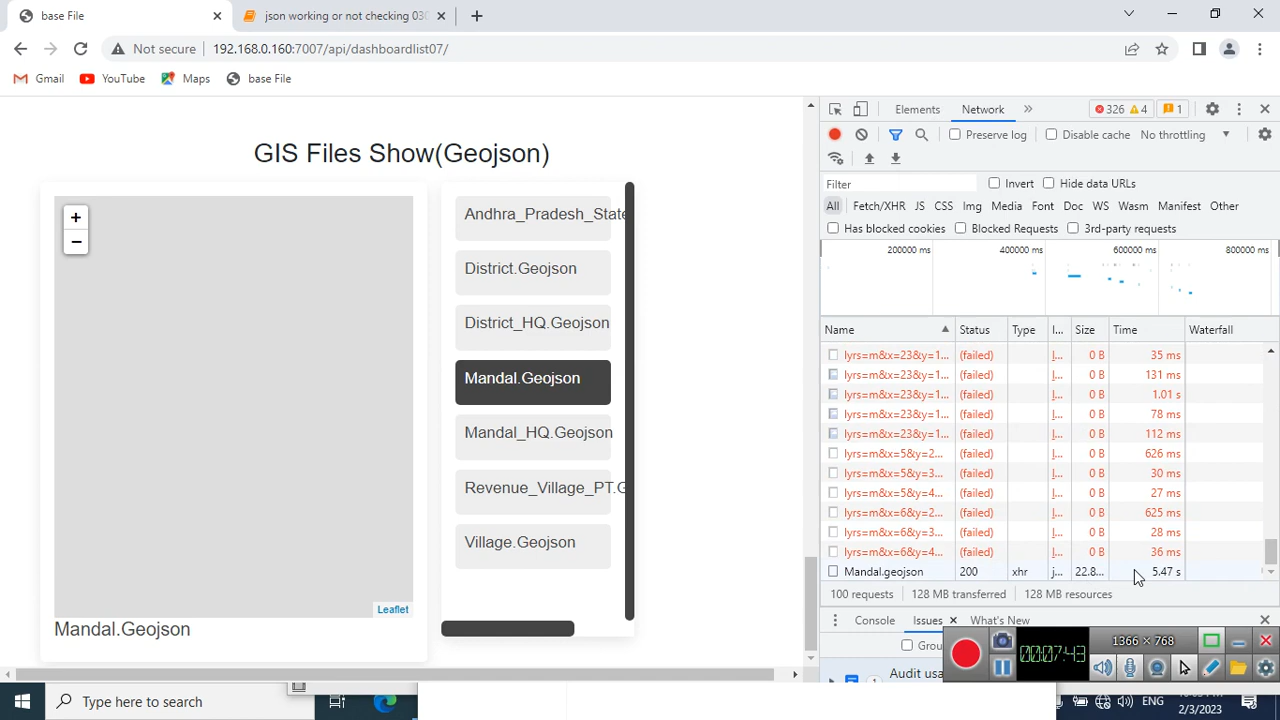 base File
json working or not checking 030
Not secure
192.168.0.160:7007/api/dashboardlist07/
Gmail
YouTube
Maps
base File
Elements
Network
326
4
1
Preserve log
Disable cache
No throttling
Filter
Invert
Hide data URLs
All
Fetch/XHR
JS
CSS
Img
Media
Font
Doc
WS
Wasm
Manifest
Other
Has blocked cookies
Blocked Requests
3rd-party requests
200000 ms
400000 ms
600000 ms
800000 ms
Name
Status
Type
I...
Size
Time
Waterfall
lyrs=m&x=23&y=1... (failed) I... 0 B 35 ms
lyrs=m&x=23&y=1... (failed) I... 0 B 131 ms
lyrs=m&x=23&y=1... (failed) I... 0 B 1.01 s
lyrs=m&x=23&y=1... (failed) I... 0 B 78 ms
lyrs=m&x=23&y=1... (failed) I... 0 B 112 ms
lyrs=m&x=5&y=2... (failed) I... 0 B 626 ms
lyrs=m&x=5&y=3... (failed) I... 0 B 30 ms
lyrs=m&x=5&y=4... (failed) I... 0 B 27 ms
lyrs=m&x=6&y=2... (failed) I... 0 B 625 ms
lyrs=m&x=6&y=3... (failed) I... 0 B 28 ms
lyrs=m&x=6&y=4... (failed) I... 0 B 36 ms
Mandal.geojson 200 xhr j... 22.8... 5.47 s
100 requests
128 MB transferred
128 MB resources
Console
Issues
What's New
Grou
Audit usa
1366 × 768
00:07:43
GIS Files Show(Geojson)
+
−
Leaflet
Mandal.Geojson
Andhra_Pradesh_State
District.Geojson
District_HQ.Geojson
Mandal.Geojson
Mandal_HQ.Geojson
Revenue_Village_PT.G
Village.Geojson
Type here to search
ENG
2/3/2023